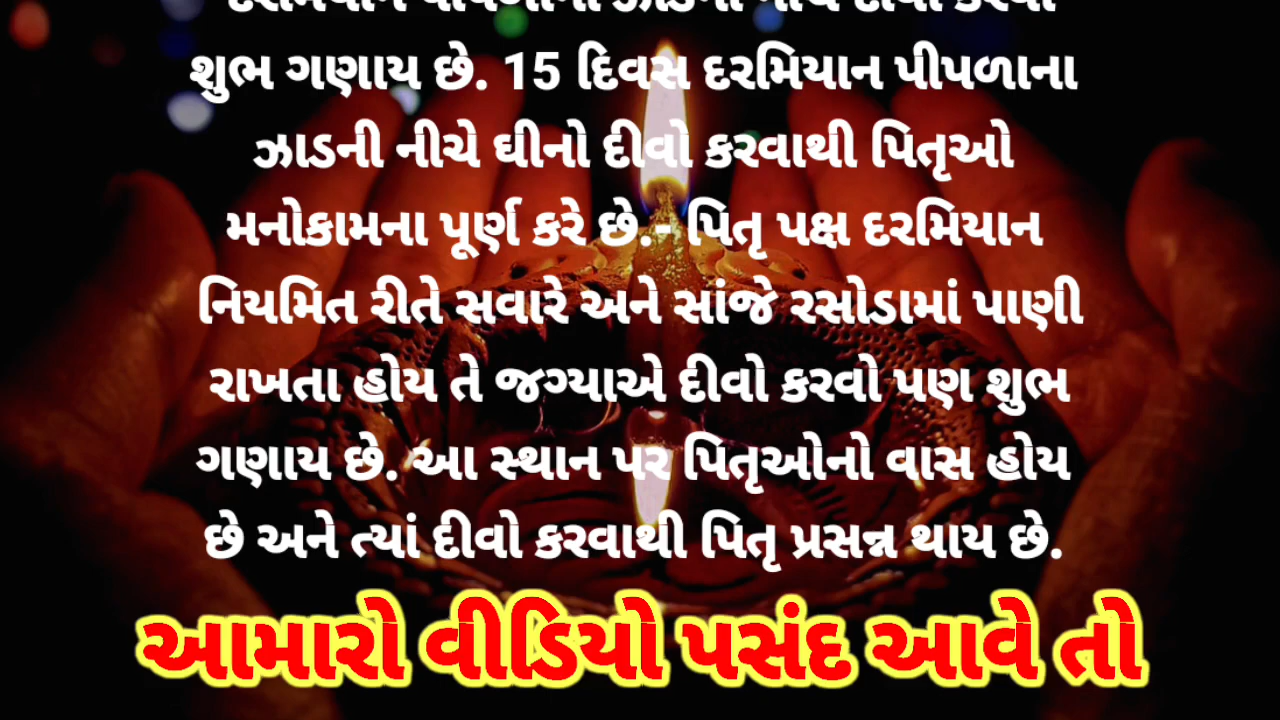 શુભ ગણાય છે. 15 દિવસ દરમિયાન પીપળાના
ઝાડની નીચે ઘીનો દીવો કરવાથી પિતૃઓ
મનોકામના પૂર્ણ કરે છે.- પિતૃ પક્ષ દરમિયાન
નિયમિત રીતે સવારે અને સાંજે રસોડામાં પાણી
રાખતા હોય તે જગ્યાએ દીવો કરવો પણ શુભ
ગણાય છે. આ સ્થાન પર પિતૃઓનો વાસ હોય
છે અને ત્યાં દીવો કરવાથી પિતૃ પ્રસન્ન થાય છે.
આમારો વીડિયો પસંદ આવે તો